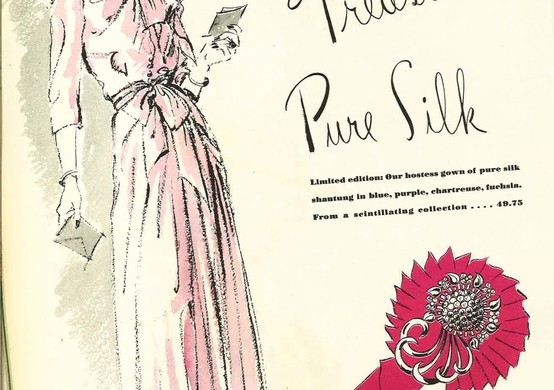 Pure Silk
Limited edition: Our hostess gown of pure silk
shantung in blue, purple, chartreuse, fuchsia.
From a scintillating collection .... 49.75